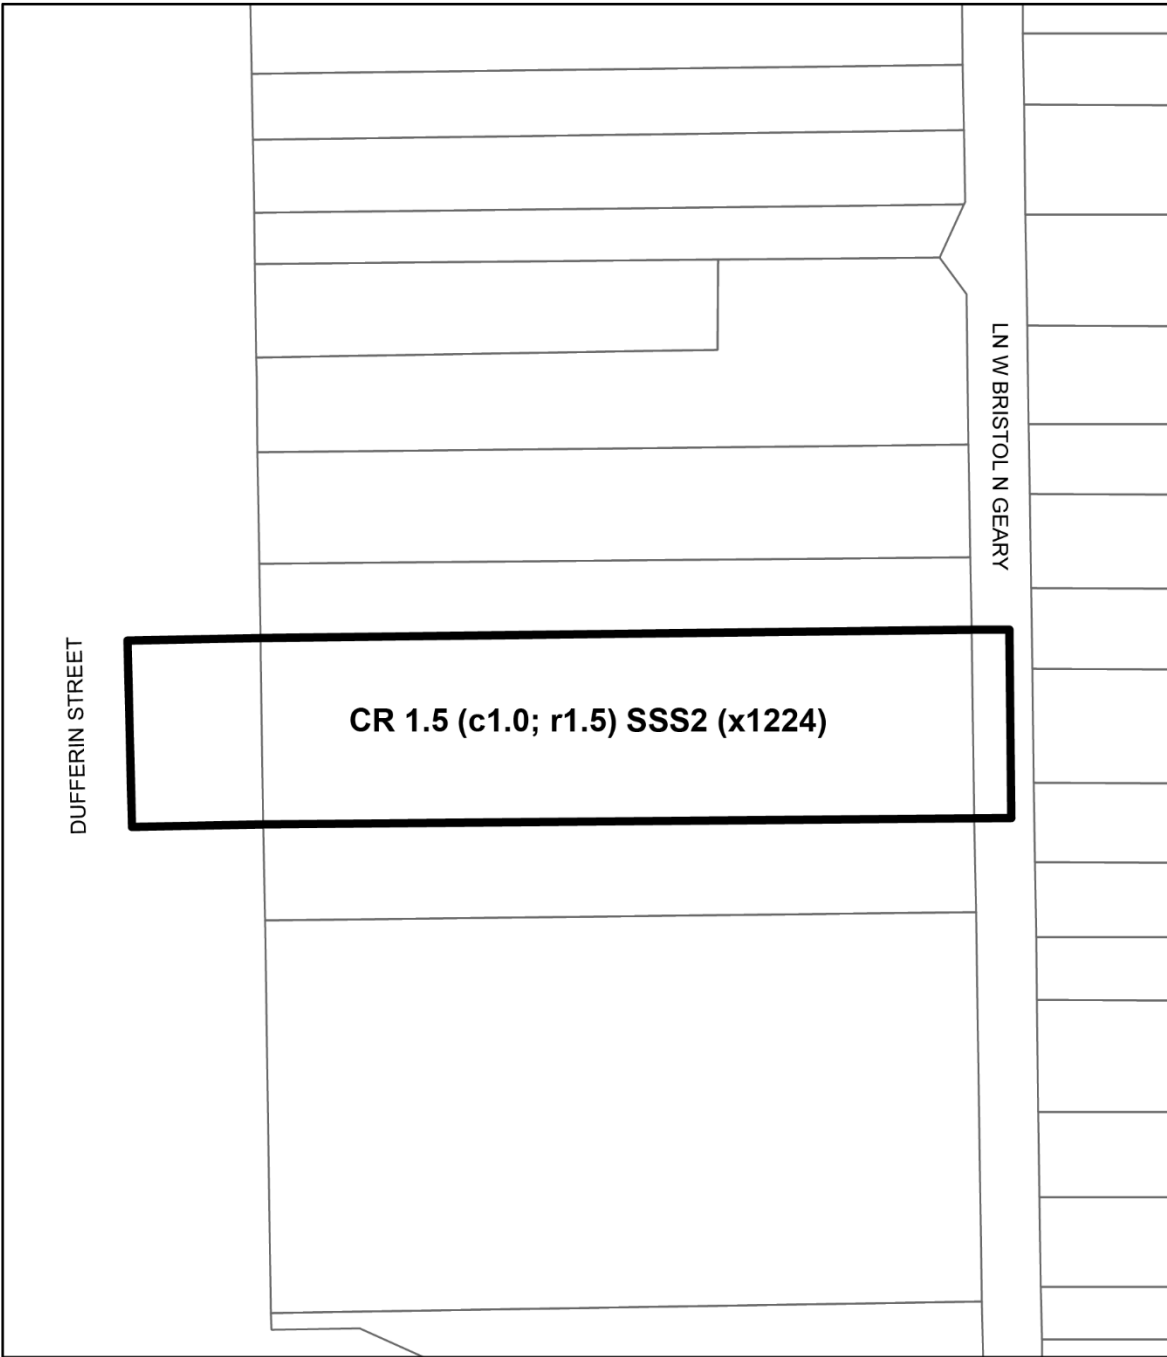 LN W BRISTOL N GEARY
DUFFERIN STREET
CR 1.5 (c1.0; r1.5) SSS2 (x1224)